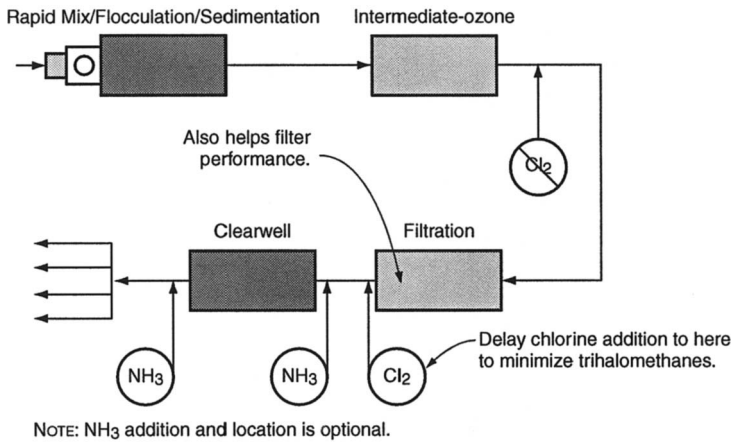 Rapid Mix/Flocculation/Sedimentation
Intermediate-ozone
Cl₂
Also helps filter
performance.
Clearwell
Filtration
NH₃
NH₃
Cl₂
Delay chlorine addition to here
to minimize trihalomethanes.
NOTE: NH₃ addition and location is optional.